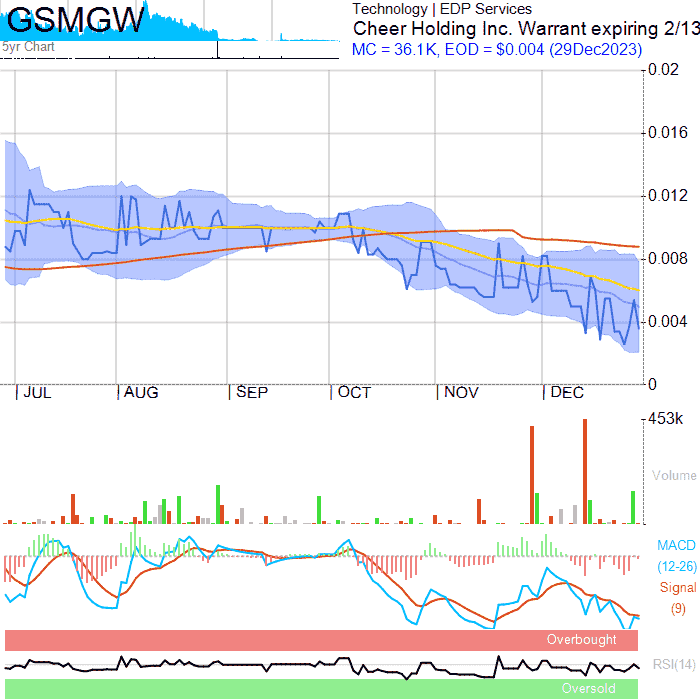 GSMGW
5yr Chart
Technology | EDP Services
Cheer Holding Inc. Warrant expiring 2/13
MC = 36.1K, EOD = $0.004 (29Dec2023)
0.02
0.016
0.012
0.008
0.004
0
JUL AUG SEP OCT NOV DEC
453k
Volume
MACD
(12-26)
Signal
(9)
Overbought
RSI(14)
Oversold